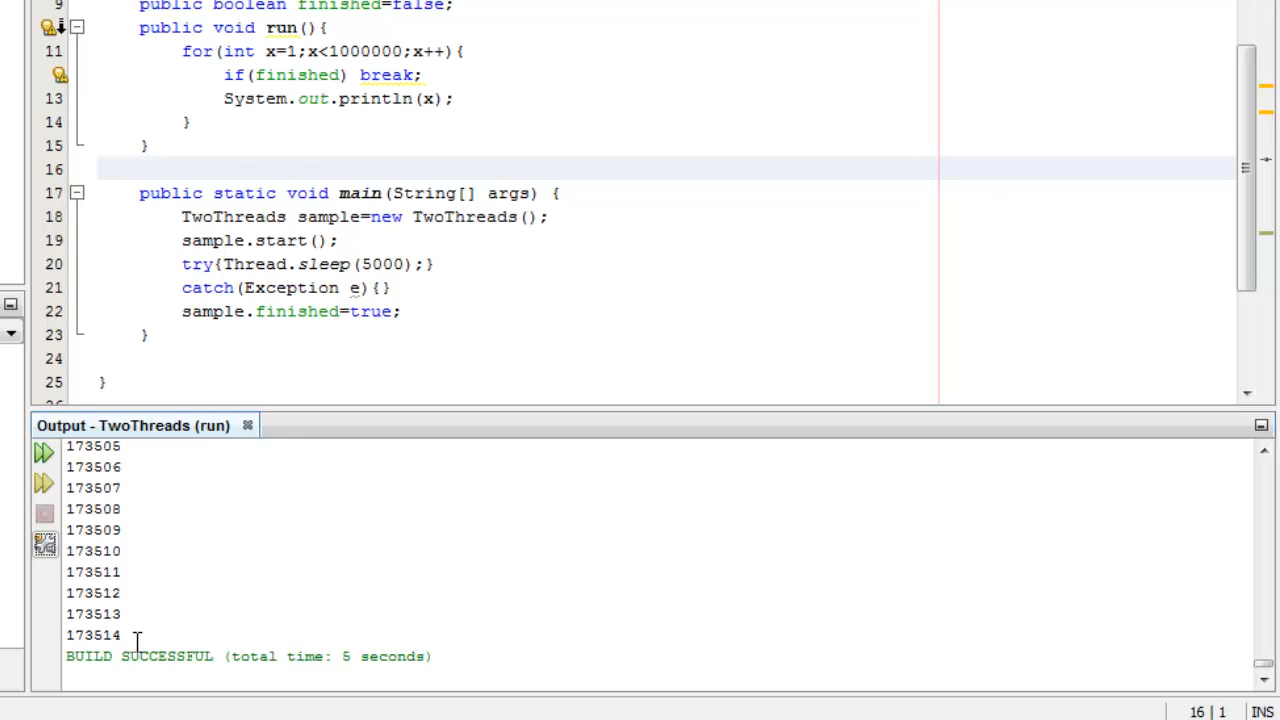 9 public boolean finished=false;
public void run(){
11 for(int x=1;x<1000000;x++){
if(finished) break;
13 System.out.println(x);
14 }
15 }
16
17 public static void main(String[] args) {
18 TwoThreads sample=new TwoThreads();
19 sample.start();
20 try{Thread.sleep(5000);}
21 catch(Exception e){}
22 sample.finished=true;
23 }
24
25 }
Output - TwoThreads (run)
173505
173506
173507
173508
173509
173510
173511
173512
173513
173514
BUILD SUCCESSFUL (total time: 5 seconds)
16 | 1 INS